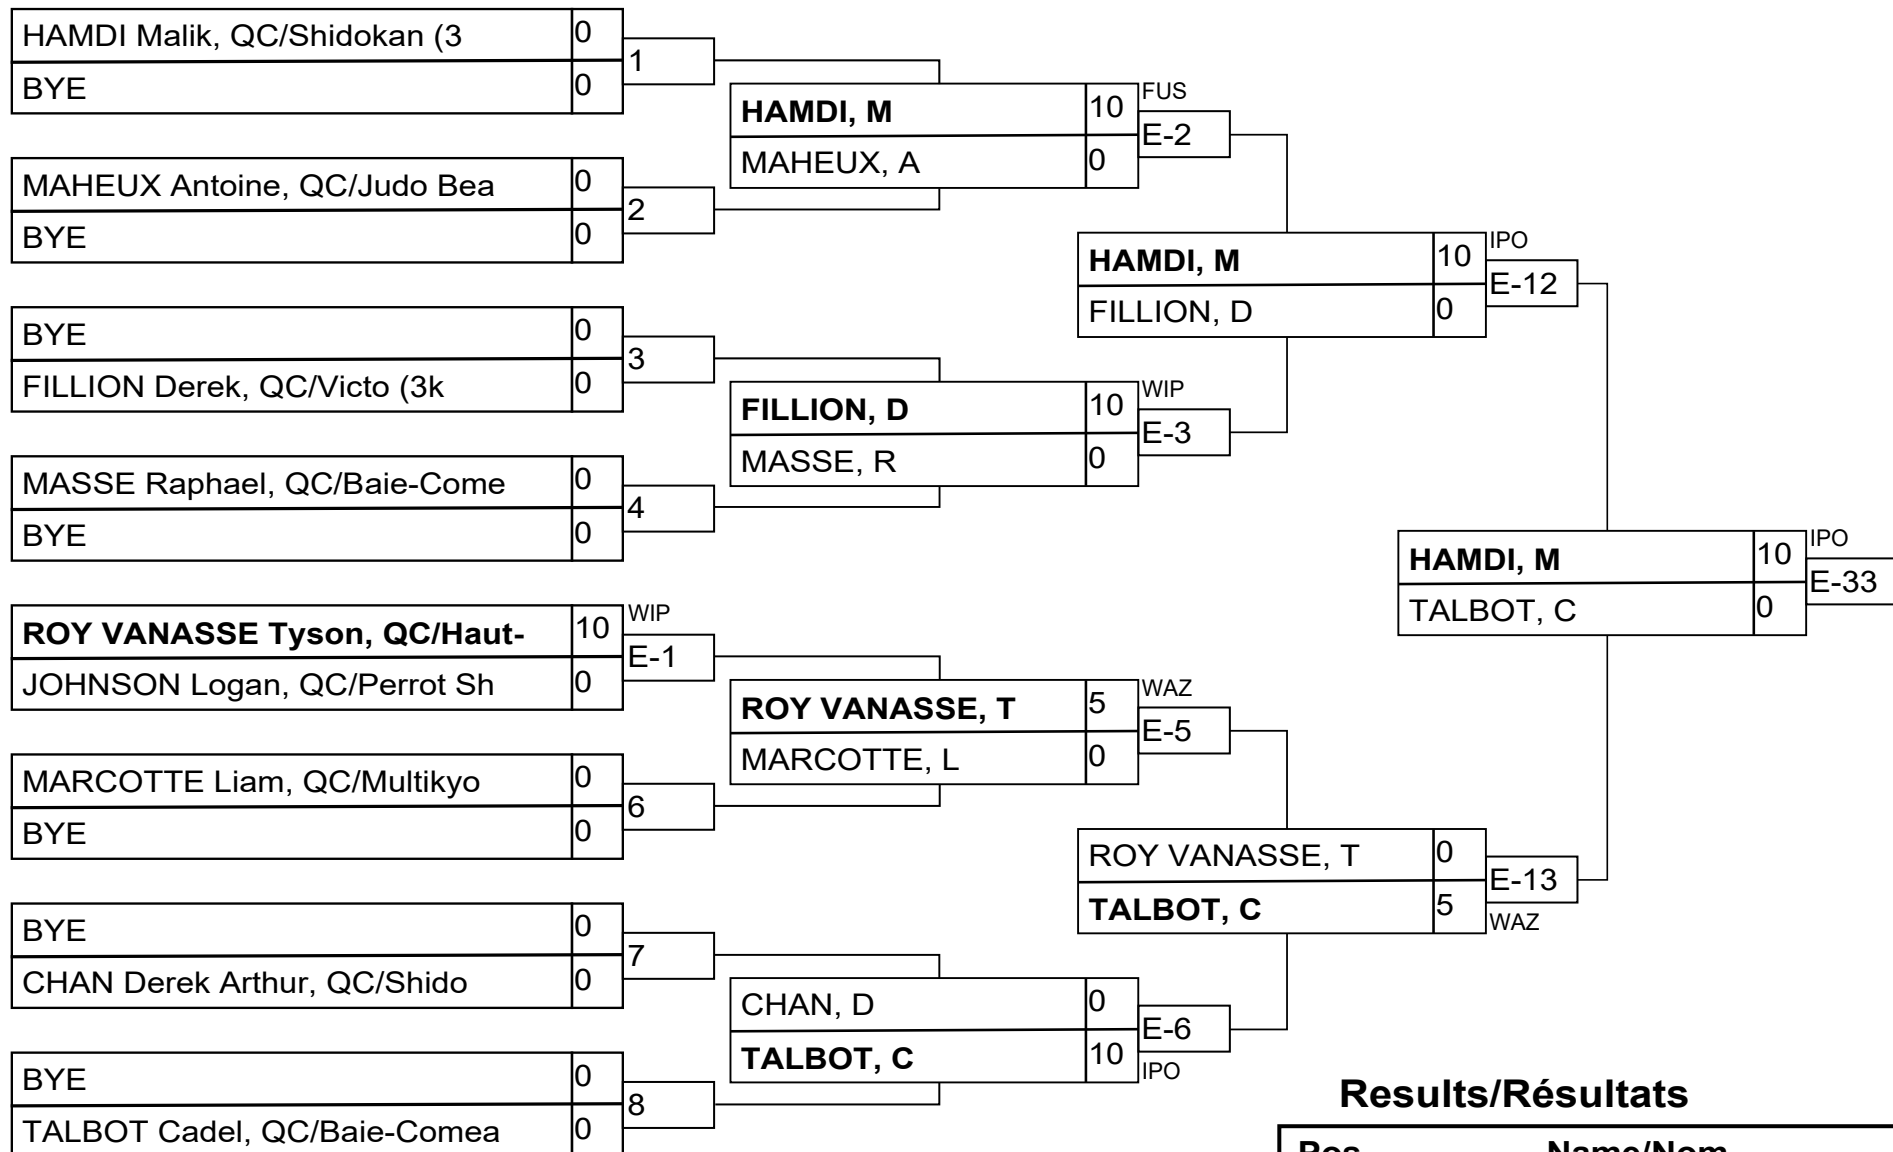 HAMDI Malik, QC/Shidokan (3 0
BYE 0
1
MAHEUX Antoine, QC/Judo Bea 0
BYE 0
2
BYE 0
FILLION Derek, QC/Victo (3k 0
3
MASSE Raphael, QC/Baie-Come 0
BYE 0
4
ROY VANASSE Tyson, QC/Haut- 10 WIP
JOHNSON Logan, QC/Perrot Sh 0
E-1
MARCOTTE Liam, QC/Multikyo 0
BYE 0
6
BYE 0
CHAN Derek Arthur, QC/Shido 0
7
BYE 0
TALBOT Cadel, QC/Baie-Comea 0
8
HAMDI, M 10 FUS
MAHEUX, A 0
E-2
FILLION, D 10 WIP
MASSE, R 0
E-3
ROY VANASSE, T 5 WAZ
MARCOTTE, L 0
E-5
CHAN, D 0
TALBOT, C 10 IPO
E-6
HAMDI, M 10 IPO
FILLION, D 0
E-12
ROY VANASSE, T 0
TALBOT, C 5 WAZ
E-13
HAMDI, M 10 IPO
TALBOT, C 0
E-33
Results/Résultats
Pos Name/Nom